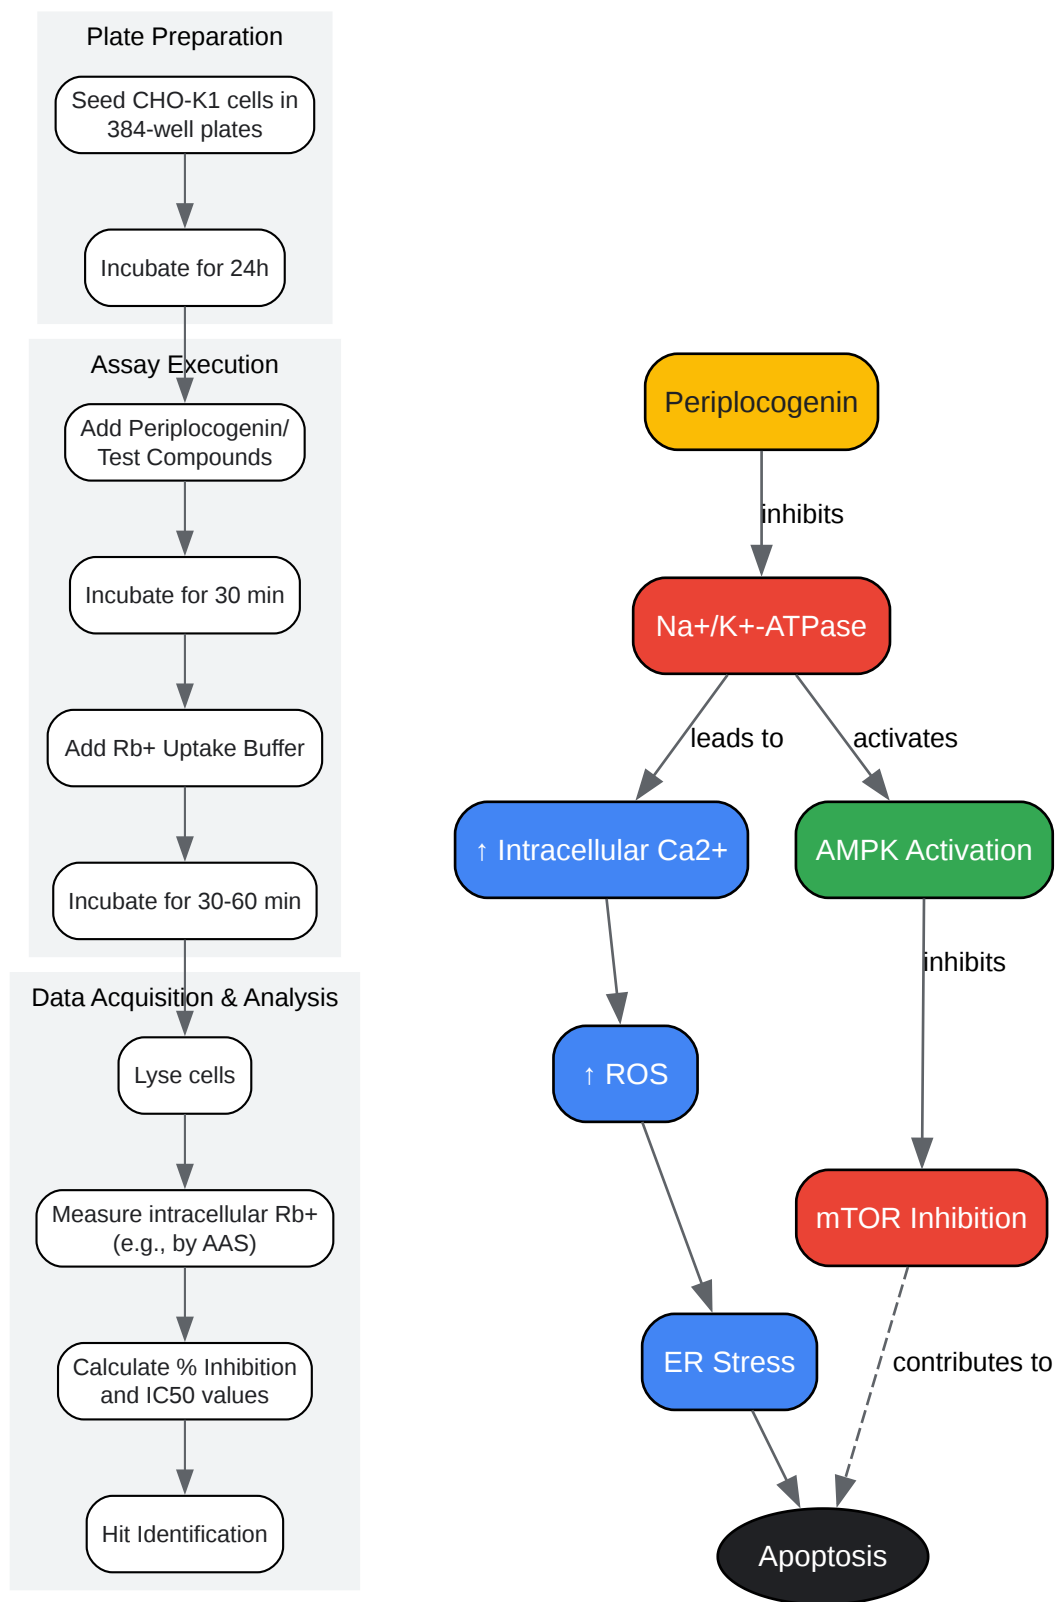 Plate Preparation
Seed CHO-K1 cells in
384-well plates
Incubate for 24h
Assay Execution
Add Periplocogenin/
Test Compounds
Incubate for 30 min
Add Rb+ Uptake Buffer
Incubate for 30-60 min
Data Acquisition & Analysis
Lyse cells
Measure intracellular Rb+
(e.g., by AAS)
Calculate % Inhibition
and IC50 values
Hit Identification
Periplocogenin
inhibits
Na+/K+-ATPase
leads to
activates
↑ Intracellular Ca2+
AMPK Activation
inhibits
↑ ROS
mTOR Inhibition
ER Stress
contributes to
Apoptosis